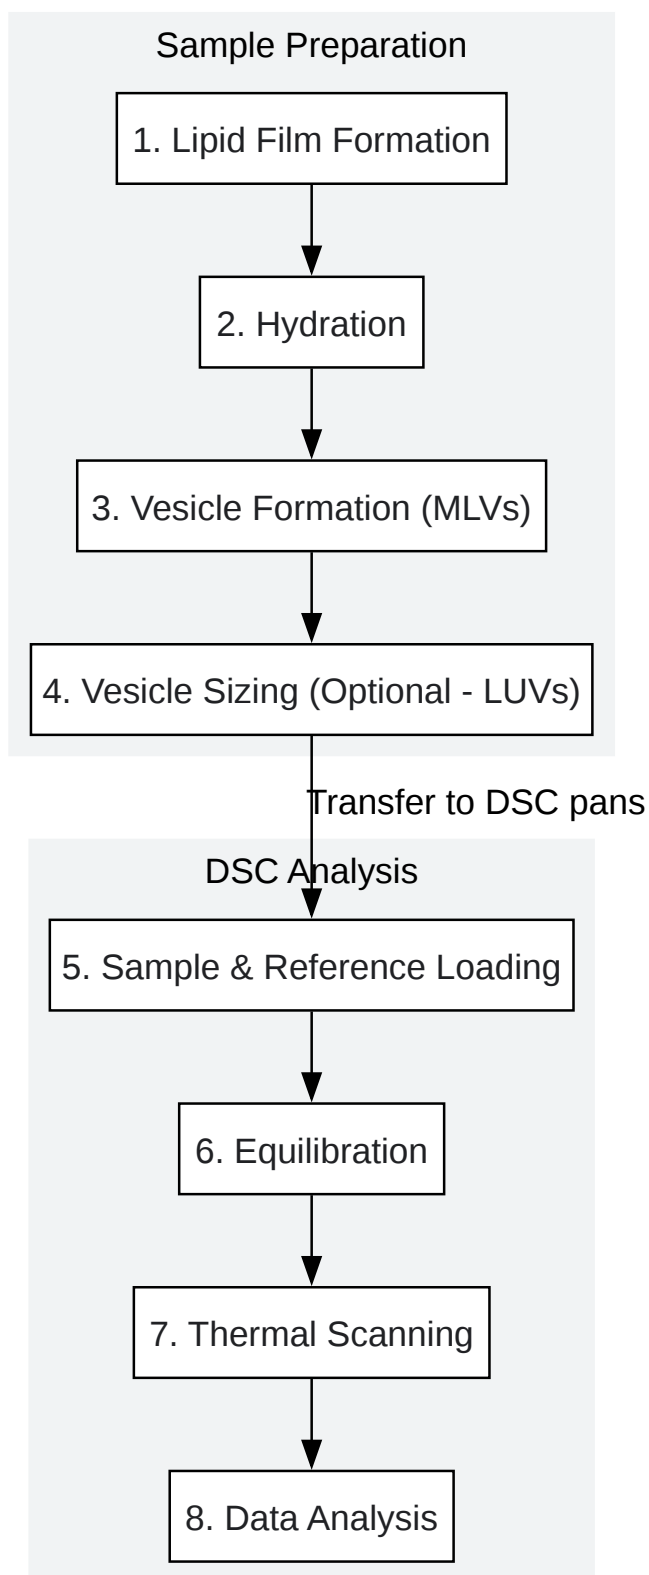 Sample Preparation
1. Lipid Film Formation
2. Hydration
3. Vesicle Formation (MLVs)
4. Vesicle Sizing (Optional - LUVs)
Transfer to DSC pans
DSC Analysis
5. Sample & Reference Loading
6. Equilibration
7. Thermal Scanning
8. Data Analysis